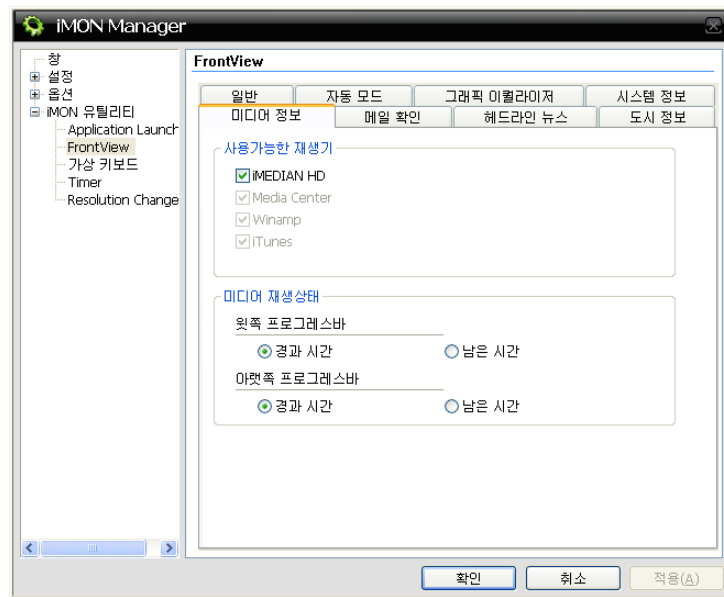 iMON Manager
창
설정
옵션
iMON 유틸리티
Application Launch
FrontView
가상 키보드
Timer
Resolution Change
FrontView
일반
자동 모드
그래픽 이퀄라이저
시스템 정보
미디어 정보
메일 확인
헤드라인 뉴스
도시 정보
사용가능한 재생기
iMEDIAN HD
Media Center
Winamp
iTunes
미디어 재생상태
윗쪽 프로그레스바
경과 시간
남은 시간
아랫쪽 프로그레스바
경과 시간
남은 시간
확인
취소
적용(A)